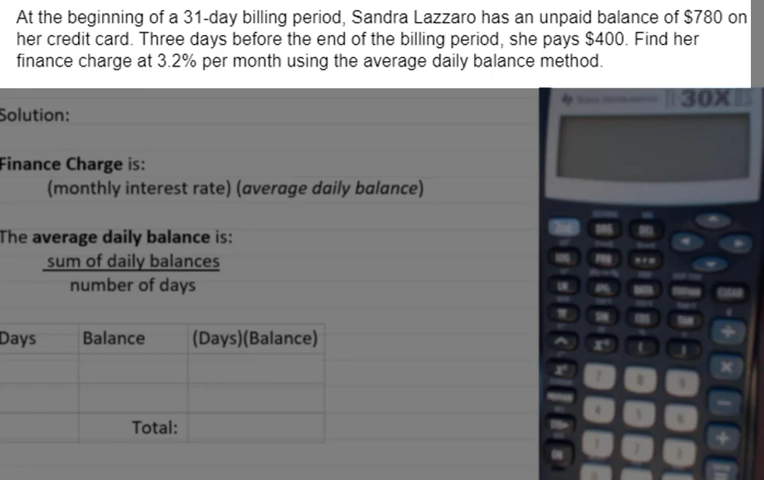 At the beginning of a 31-day billing period, Sandra Lazzaro has an unpaid balance of $780 on
her credit card. Three days before the end of the billing period, she pays $400. Find her
finance charge at 3.2% per month using the average daily balance method.
Solution:
30X
Finance Charge is:
(monthly interest rate) (average daily balance)
The average daily balance is:
sum of daily balances
number of days
Days Balance (Days)(Balance)
Total: